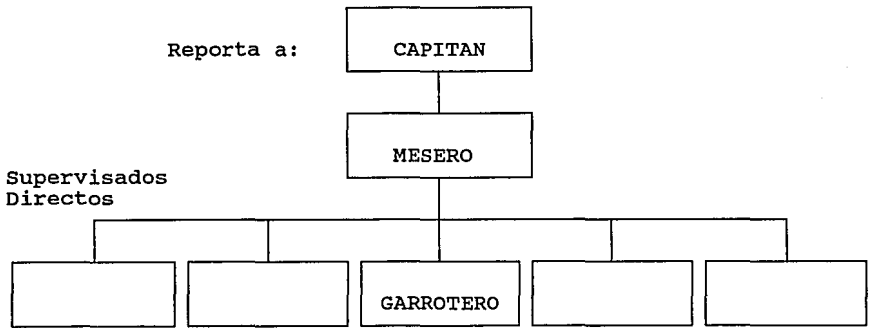 Reporta a:
CAPITAN
MESERO
Supervisados
Directos
GARROTERO